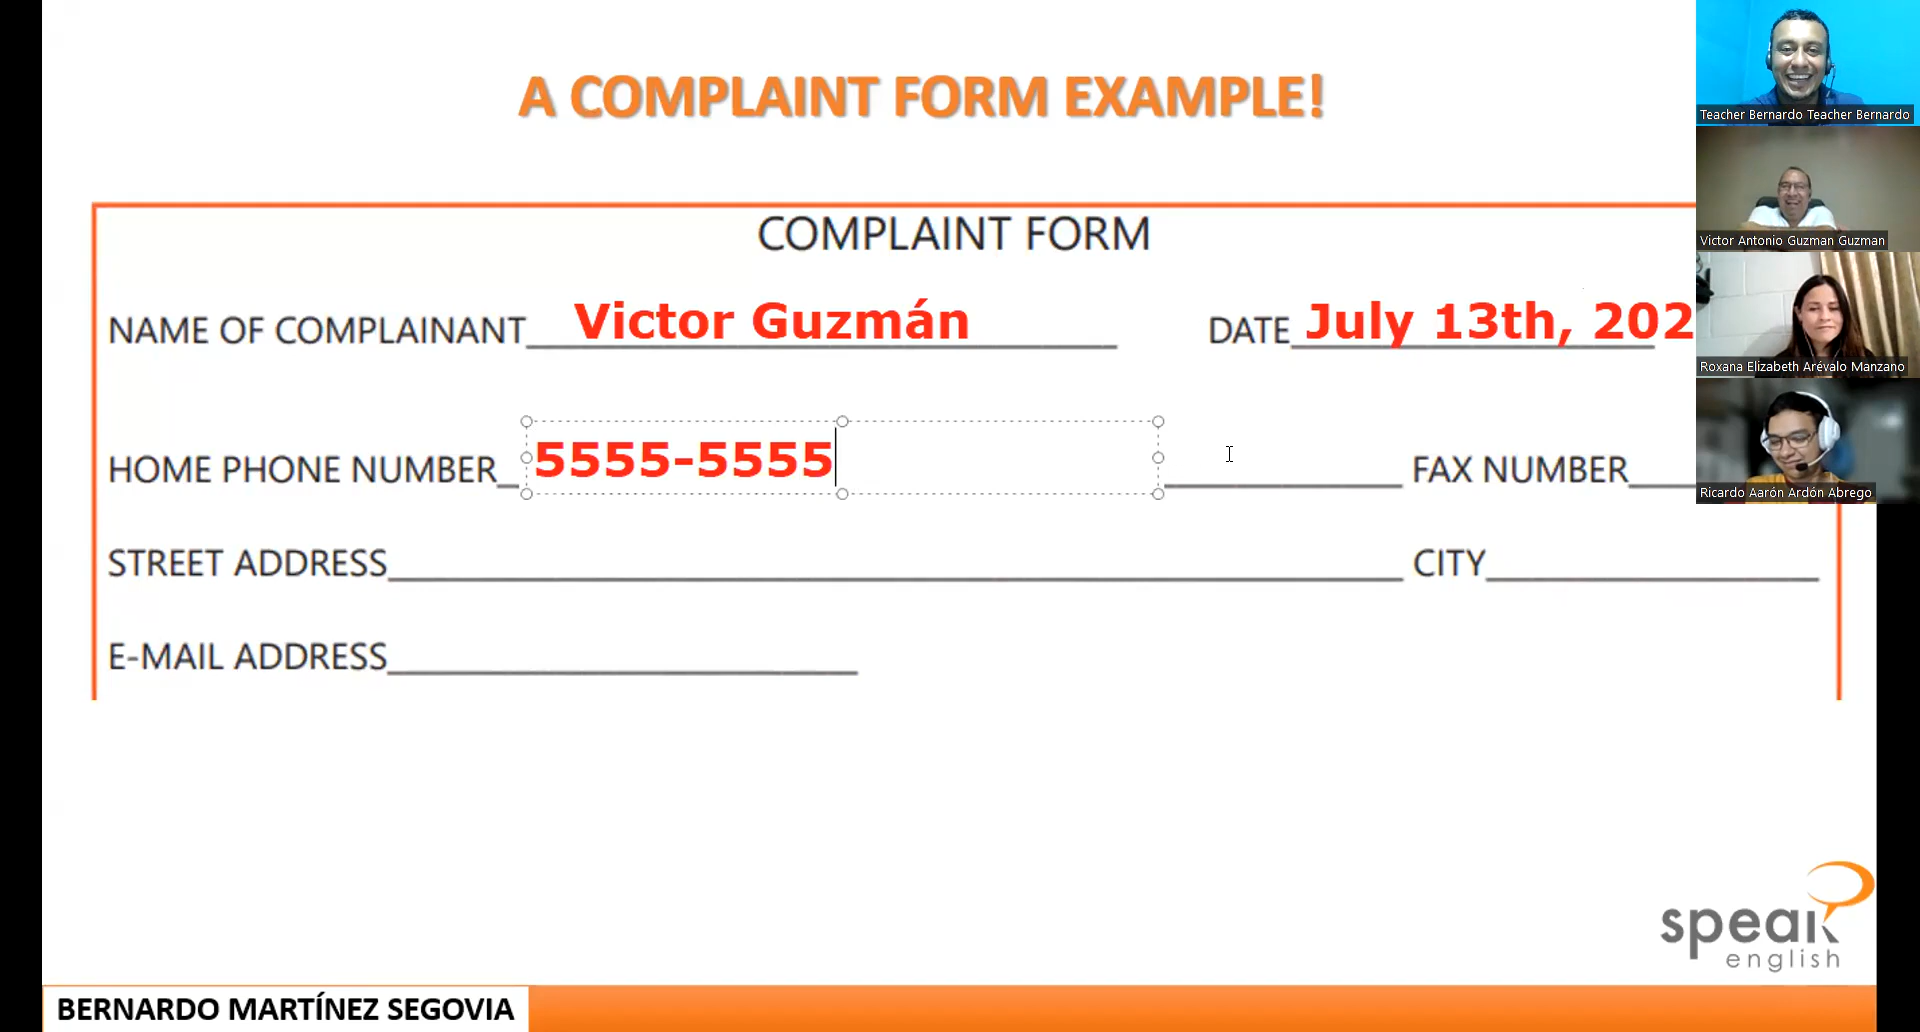 A COMPLAINT FORM EXAMPLE!
COMPLAINT FORM
NAME OF COMPLAINANT Victor Guzmán DATE July 13th, 202
HOME PHONE NUMBER 5555-5555 FAX NUMBER
STREET ADDRESS CITY
E-MAIL ADDRESS
Teacher Bernardo Teacher Bernardo
Victor Antonio Guzman Guzman
Roxana Elizabeth Arévalo Manzano
Ricardo Aarón Ardón Abrego
speak
english
BERNARDO MARTÍNEZ SEGOVIA